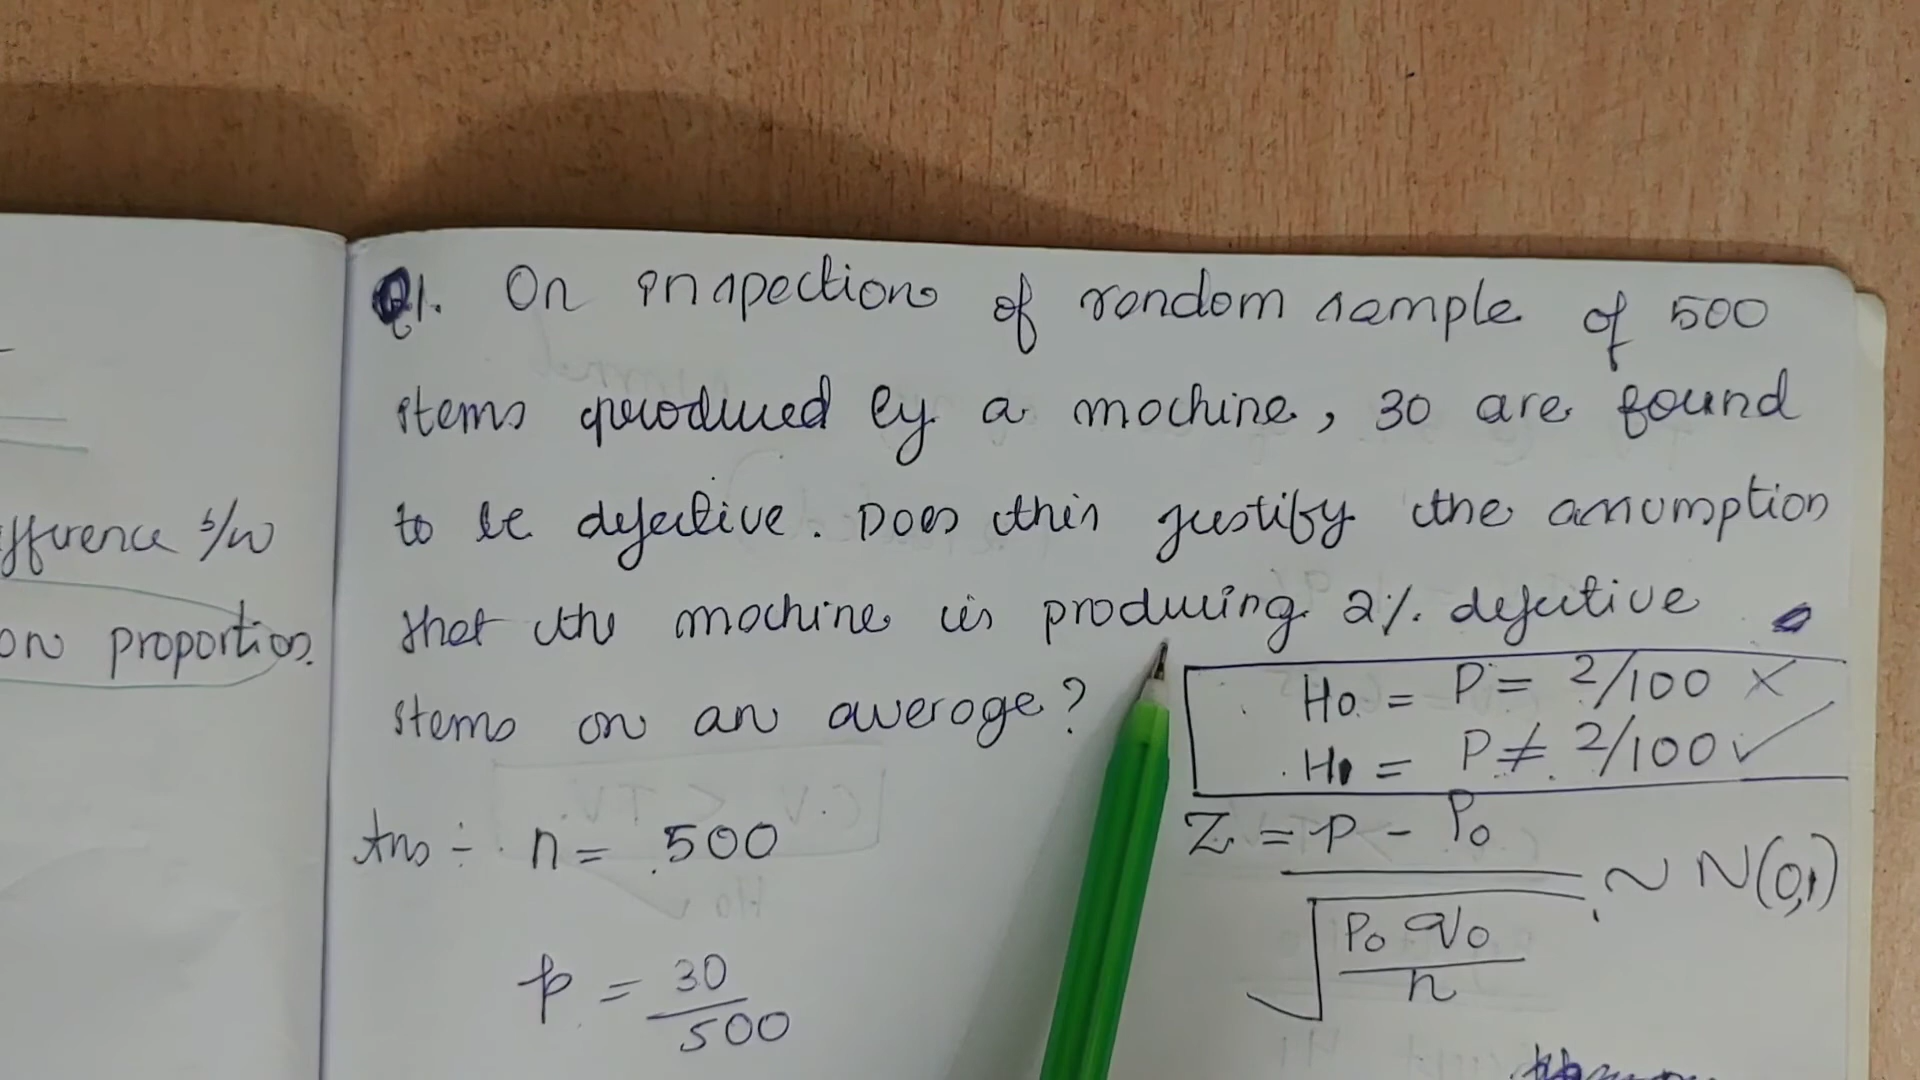 fference b/w
on proportion.
Q1. On inspection of random sample of 500
items produced by a machine, 30 are found
to be defective. Does this justify the assumption
that the machine is producing 2%. defective
items on an average?
H0. = P = 2/100 ×
H1 = P ≠ 2/100 ✓
Ans ÷ n = 500
Z = p - P0
√ P0 q0 / n ~ N(0,1)
p = 30/500